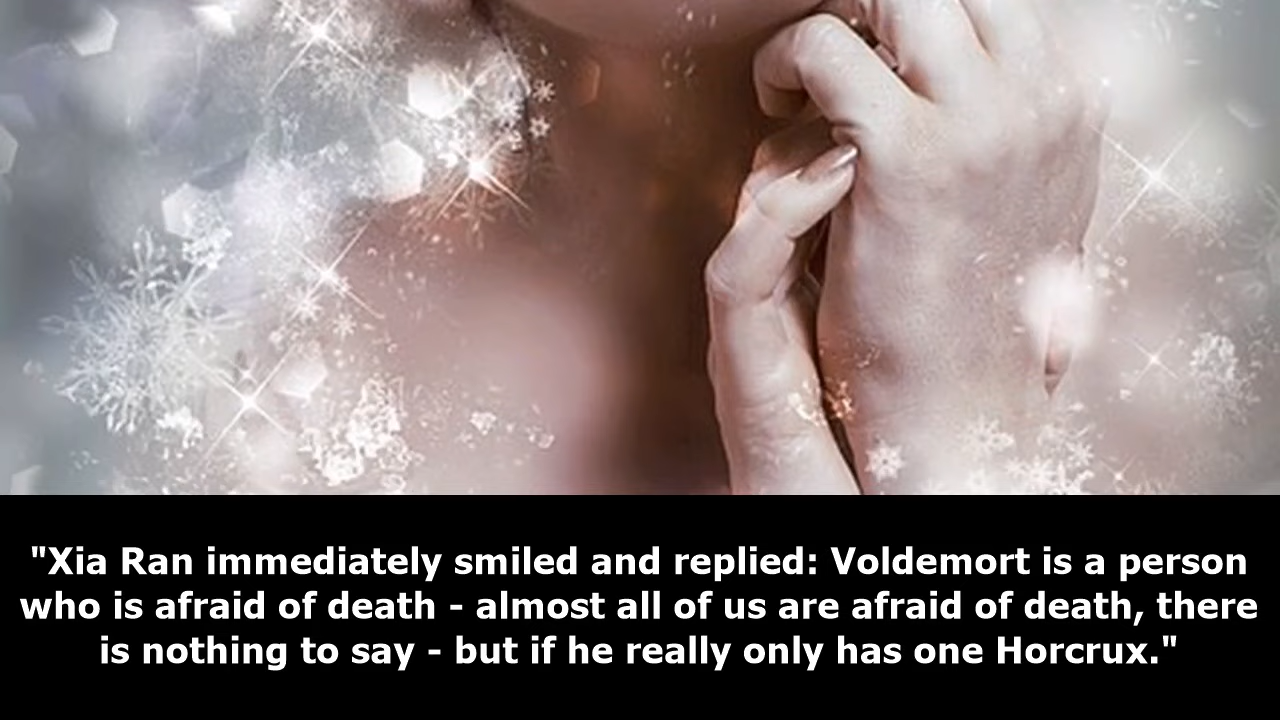 "Xia Ran immediately smiled and replied: Voldemort is a person
who is afraid of death - almost all of us are afraid of death, there
is nothing to say - but if he really only has one Horcrux."